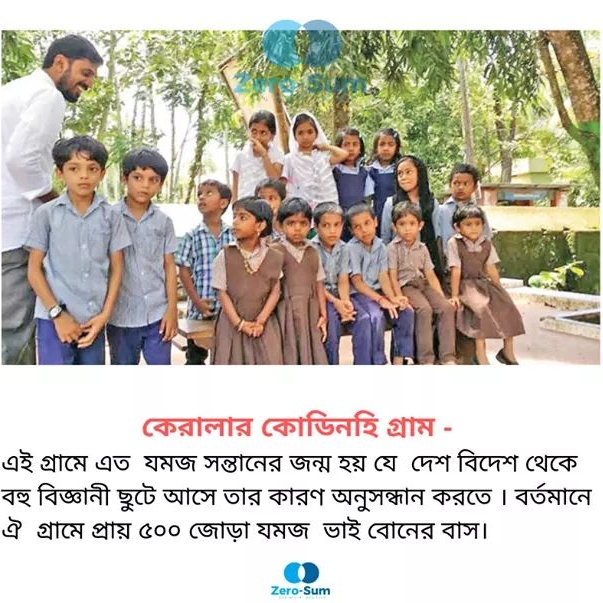 Zero-Sum
কেরালার কোডিনহি গ্রাম -
এই গ্রামে এত যমজ সন্তানের জন্ম হয় যে দেশ বিদেশ থেকে
বহু বিজ্ঞানী ছুটে আসে তার কারণ অনুসন্ধান করতে । বর্তমানে
ঐ গ্রামে প্রায় ৫০০ জোড়া যমজ ভাই বোনের বাস।
Zero-Sum